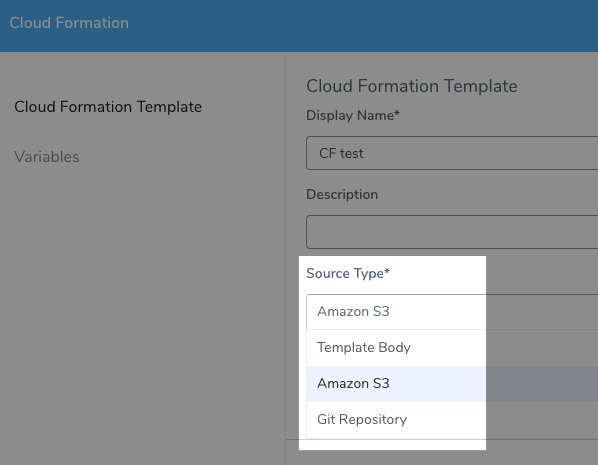 Cloud Formation
Cloud Formation Template
Variables
Cloud Formation Template
Display Name*
CF test
Description
Source Type*
Amazon S3
Template Body
Amazon S3
Git Repository